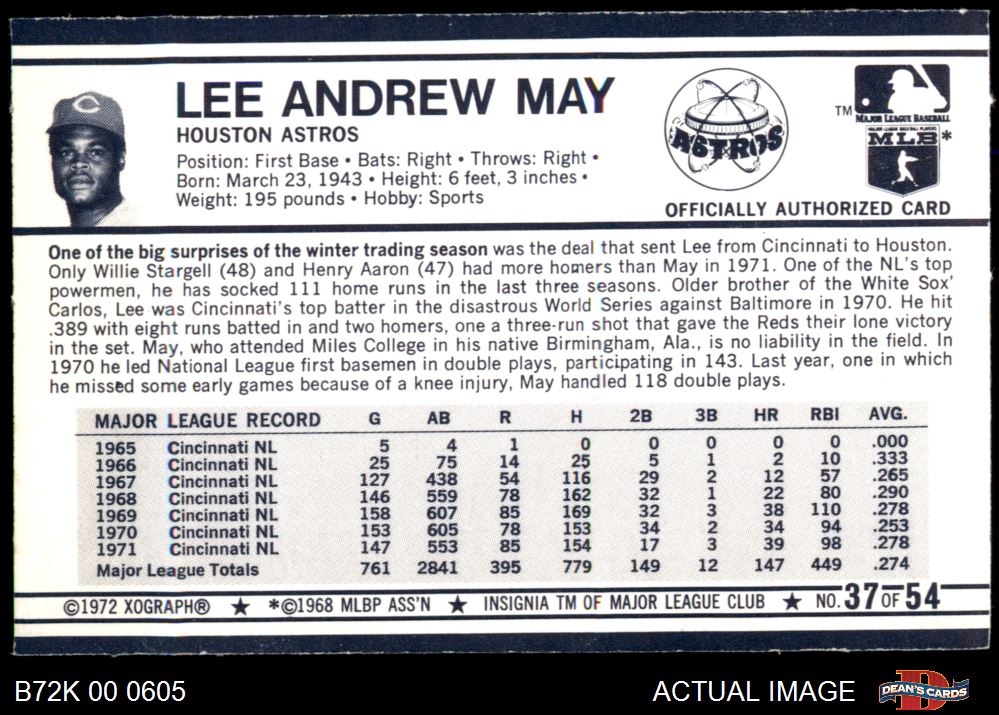 LEE ANDREW MAY
HOUSTON ASTROS
Position: First Base • Bats: Right • Throws: Right •
Born: March 23, 1943 • Height: 6 feet, 3 inches •
Weight: 195 pounds • Hobby: Sports
C
ASTROS
TM
MAJOR LEAGUE BASEBALL
MAJOR LEAGUE BASEBALL PLAYERS
MLB*
OFFICIALLY AUTHORIZED CARD
One of the big surprises of the winter trading season was the deal that sent Lee from Cincinnati to Houston.
Only Willie Stargell (48) and Henry Aaron (47) had more homers than May in 1971. One of the NL's top
powermen, he has socked 111 home runs in the last three seasons. Older brother of the White Sox'
Carlos, Lee was Cincinnati's top batter in the disastrous World Series against Baltimore in 1970. He hit
.389 with eight runs batted in and two homers, one a three-run shot that gave the Reds their lone victory
in the set. May, who attended Miles College in his native Birmingham, Ala., is no liability in the field. In
1970 he led National League first basemen in double plays, participating in 143. Last year, one in which
he missed some early games because of a knee injury, May handled 118 double plays.
MAJOR LEAGUE RECORD G AB R H 2B 3B HR RBI AVG.
1965 Cincinnati NL 5 4 1 0 0 0 0 0 .000
1966 Cincinnati NL 25 75 14 25 5 1 2 10 .333
1967 Cincinnati NL 127 438 54 116 29 2 12 57 .265
1968 Cincinnati NL 146 559 78 162 32 1 22 80 .290
1969 Cincinnati NL 158 607 85 169 32 3 38 110 .278
1970 Cincinnati NL 153 605 78 153 34 2 34 94 .253
1971 Cincinnati NL 147 553 85 154 17 3 39 98 .278
Major League Totals 761 2841 395 779 149 12 147 449 .274
©1972 XOGRAPH® ★ *©1968 MLBP ASS'N ★ INSIGNIA TM OF MAJOR LEAGUE CLUB ★ NO. 37 OF 54
B72K 00 0605 ACTUAL IMAGE D DEAN'S CARDS